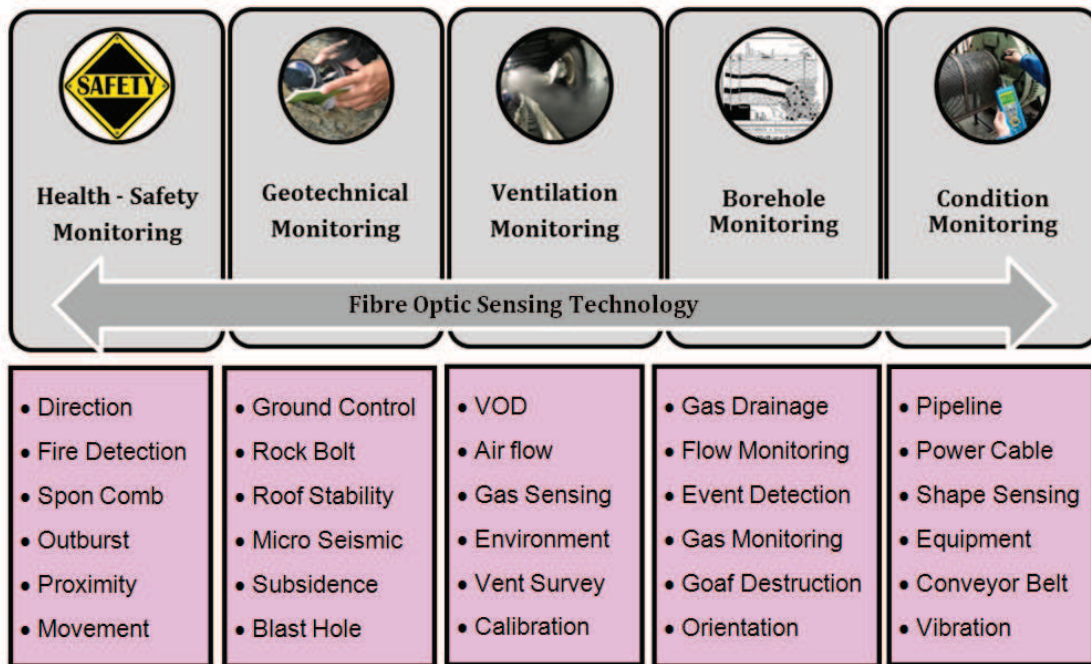 SAFETY
Health - Safety
Monitoring
Geotechnical
Monitoring
Ventilation
Monitoring
Borehole
Monitoring
Condition
Monitoring
Fibre Optic Sensing Technology
• Direction
• Fire Detection
• Spon Comb
• Outburst
• Proximity
• Movement
• Ground Control
• Rock Bolt
• Roof Stability
• Micro Seismic
• Subsidence
• Blast Hole
• VOD
• Air flow
• Gas Sensing
• Environment
• Vent Survey
• Calibration
• Gas Drainage
• Flow Monitoring
• Event Detection
• Gas Monitoring
• Goaf Destruction
• Orientation
• Pipeline
• Power Cable
• Shape Sensing
• Equipment
• Conveyor Belt
• Vibration